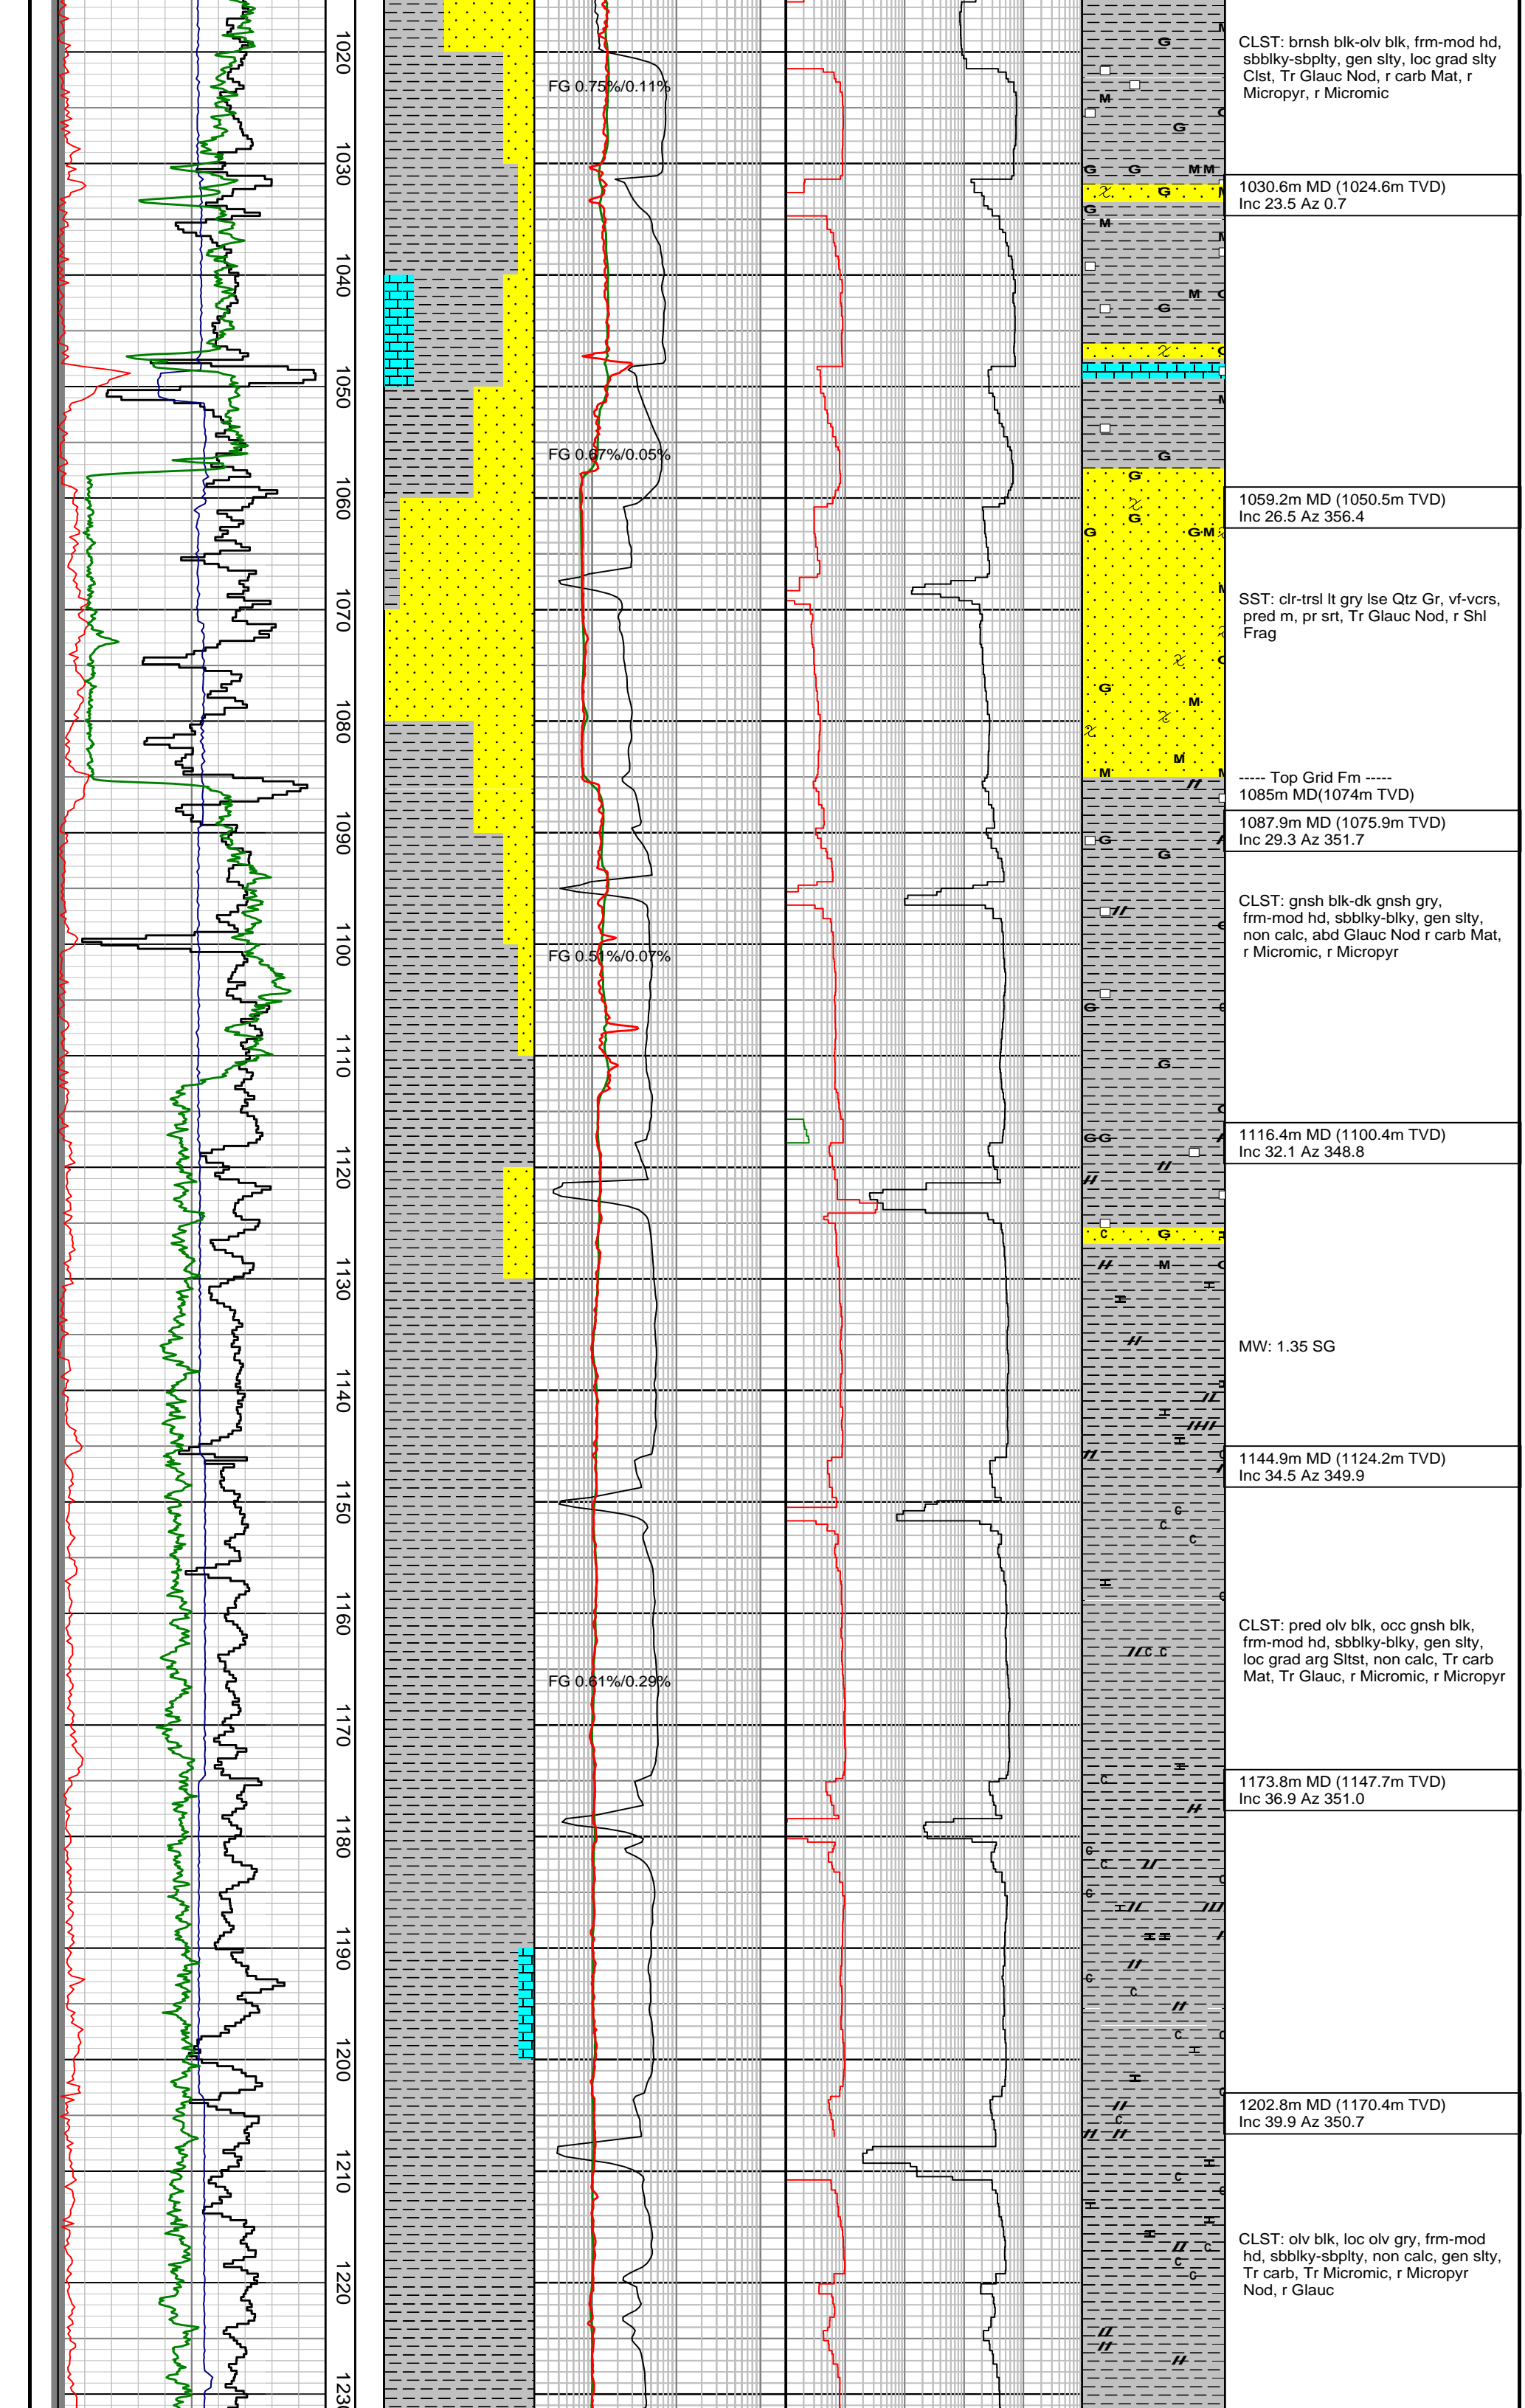 CLST: brnsh blk-olv blk, frm-mod hd,
sbblky-sbplty, gen slty, loc grad slty
Clst, Tr Glauc Nod, r carb Mat, r
Micropyr, r Micromic
1020
FG 0.75%/0.11%
1030
1030.6m MD (1024.6m TVD)
Inc 23.5 Az 0.7
1040
1050
FG 0.67%/0.05%
1060
1059.2m MD (1050.5m TVD)
Inc 26.5 Az 356.4
1070
SST: clr-trsl lt gry lse Qtz Gr, vf-vcrs,
pred m, pr srt, Tr Glauc Nod, r Shl
Frag
1080
----- Top Grid Fm -----
1085m MD(1074m TVD)
1087.9m MD (1075.9m TVD)
Inc 29.3 Az 351.7
1090
CLST: gnsh blk-dk gnsh gry,
frm-mod hd, sbblky-blky, gen slty,
non calc, abd Glauc Nod r carb Mat,
r Micromic, r Micropyr
1100
FG 0.51%/0.07%
1110
1116.4m MD (1100.4m TVD)
Inc 32.1 Az 348.8
1120
1130
MW: 1.35 SG
1140
1144.9m MD (1124.2m TVD)
Inc 34.5 Az 349.9
1150
1160
CLST: pred olv blk, occ gnsh blk,
frm-mod hd, sbblky-blky, gen slty,
loc grad arg Sltst, non calc, Tr carb
Mat, Tr Glauc, r Micromic, r Micropyr
FG 0.61%/0.29%
1170
1173.8m MD (1147.7m TVD)
Inc 36.9 Az 351.0
1180
1190
1200
1202.8m MD (1170.4m TVD)
Inc 39.9 Az 350.7
1210
CLST: olv blk, loc olv gry, frm-mod
hd, sbblky-sbplty, non calc, gen slty,
Tr carb, Tr Micromic, r Micropyr
Nod, r Glauc
1220